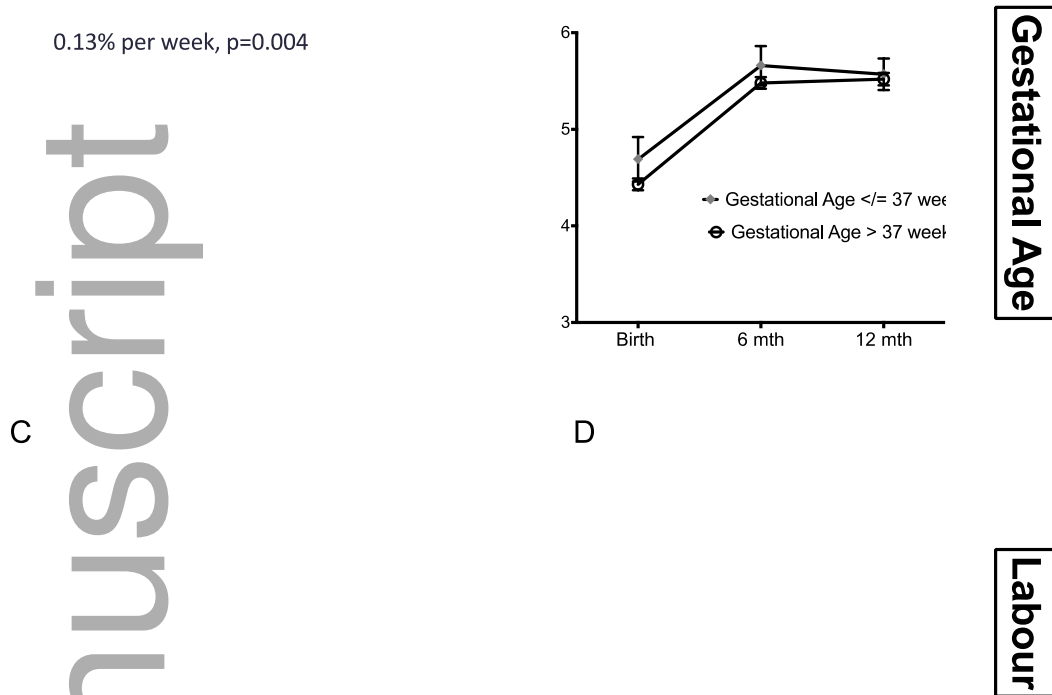 0.13% per week, p=0.004
6
5
4
3
Gestational Age </= 37 wee
Gestational Age > 37 week
Birth 6 mth 12 mth
Gestational Age
C
D
Labour
nuscript